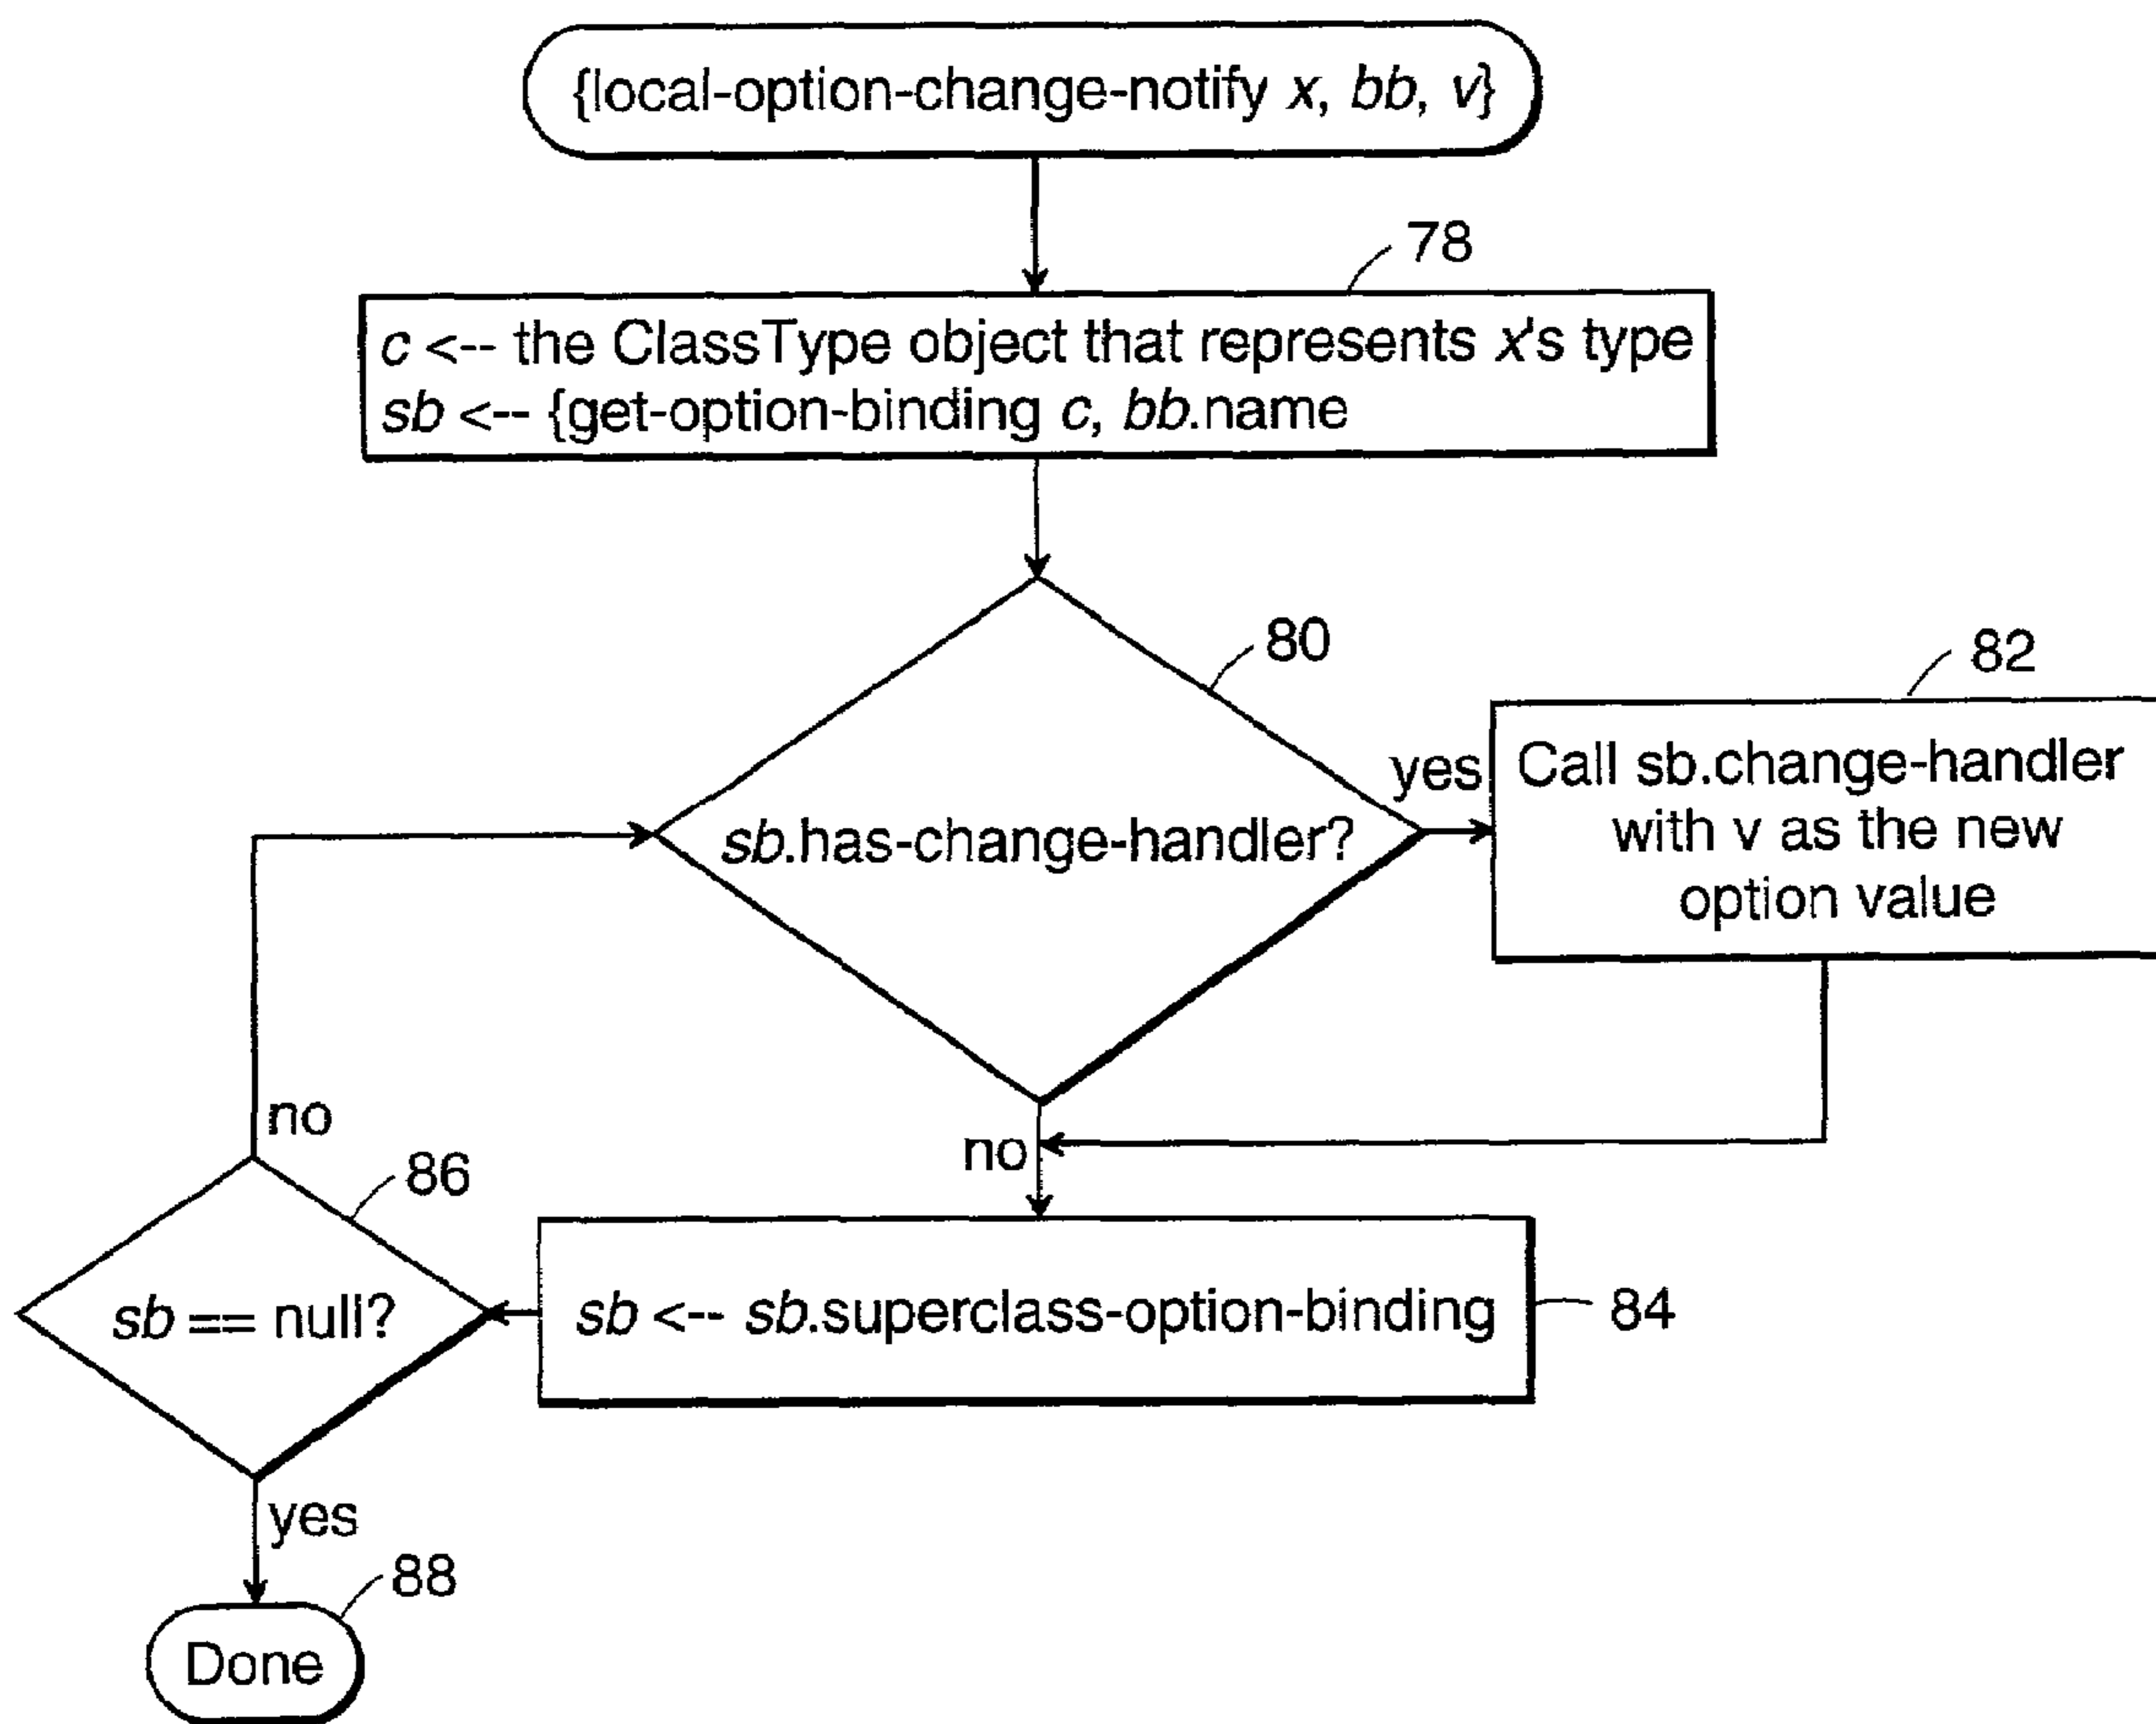 {local-option-change-notify x, bb, v}
78
c <-- the ClassType object that represents x's type
sb <-- {get-option-binding c, bb.name
80
82
sb.has-change-handler?
yes
Call sb.change-handler
with v as the new
option value
no
no
86
sb == null?
sb <-- sb.superclass-option-binding
84
yes
88
Done